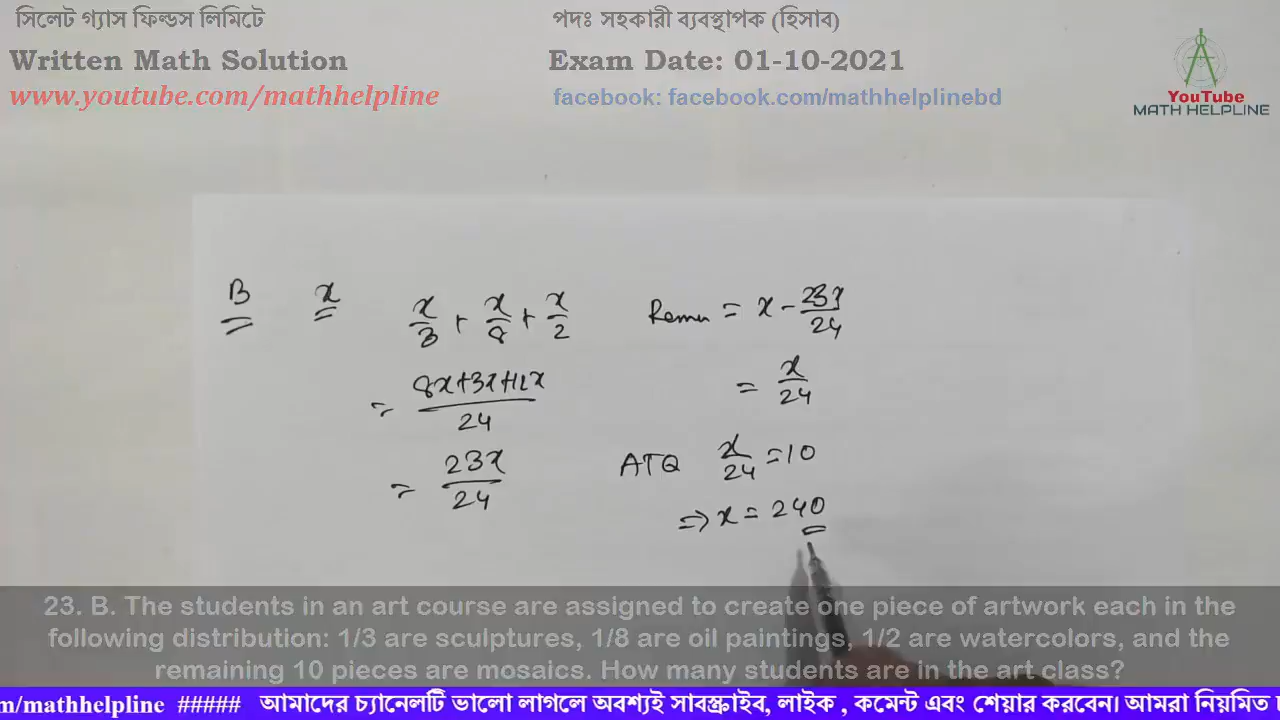 সিলেট গ্যাস ফিল্ডস লিমিটে
পদঃ সহকারী ব্যবস্থাপক (হিসাব)
Written Math Solution
Exam Date: 01-10-2021
www.youtube.com/mathhelpline
facebook: facebook.com/mathhelplinebd
YouTube
MATH HELPLINE
B x x/3 + x/8 + x/2
= 8x+3x+12x/24
= 23x/24
Remn = x - 23x/24
= x/24
ATQ x/24 = 10
⇒ x = 240
23. B. The students in an art course are assigned to create one piece of artwork each in the
following distribution: 1/3 are sculptures, 1/8 are oil paintings, 1/2 are watercolors, and the
remaining 10 pieces are mosaics. How many students are in the art class?
m/mathhelpline ##### আমাদের চ্যানেলটি ভালো লাগলে অবশ্যই সাবস্ক্রাইব, লাইক , কমেন্ট এবং শেয়ার করবেন। আমরা নিয়মিত